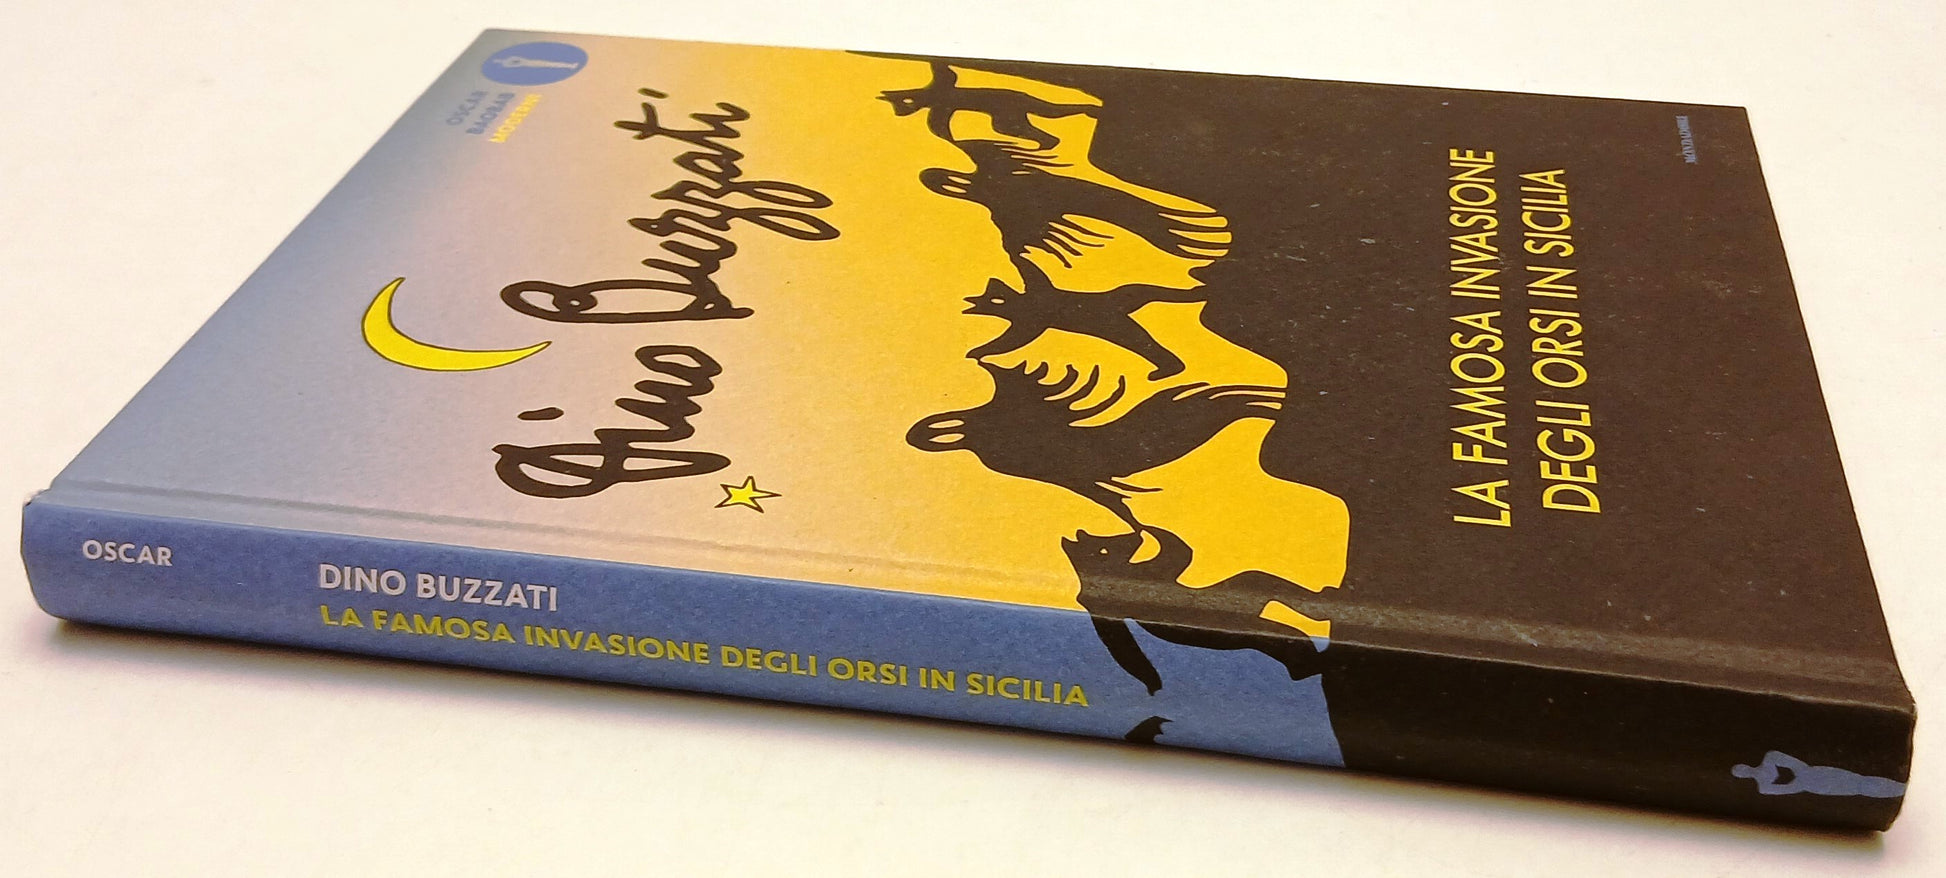 OSCAR
BAOBAB
MODERNI
Dino Buzzati
LA FAMOSA INVASIONE
DEGLI ORSI IN SICILIA
MONDADORI
OSCAR
DINO BUZZATI
LA FAMOSA INVASIONE DEGLI ORSI IN SICILIA